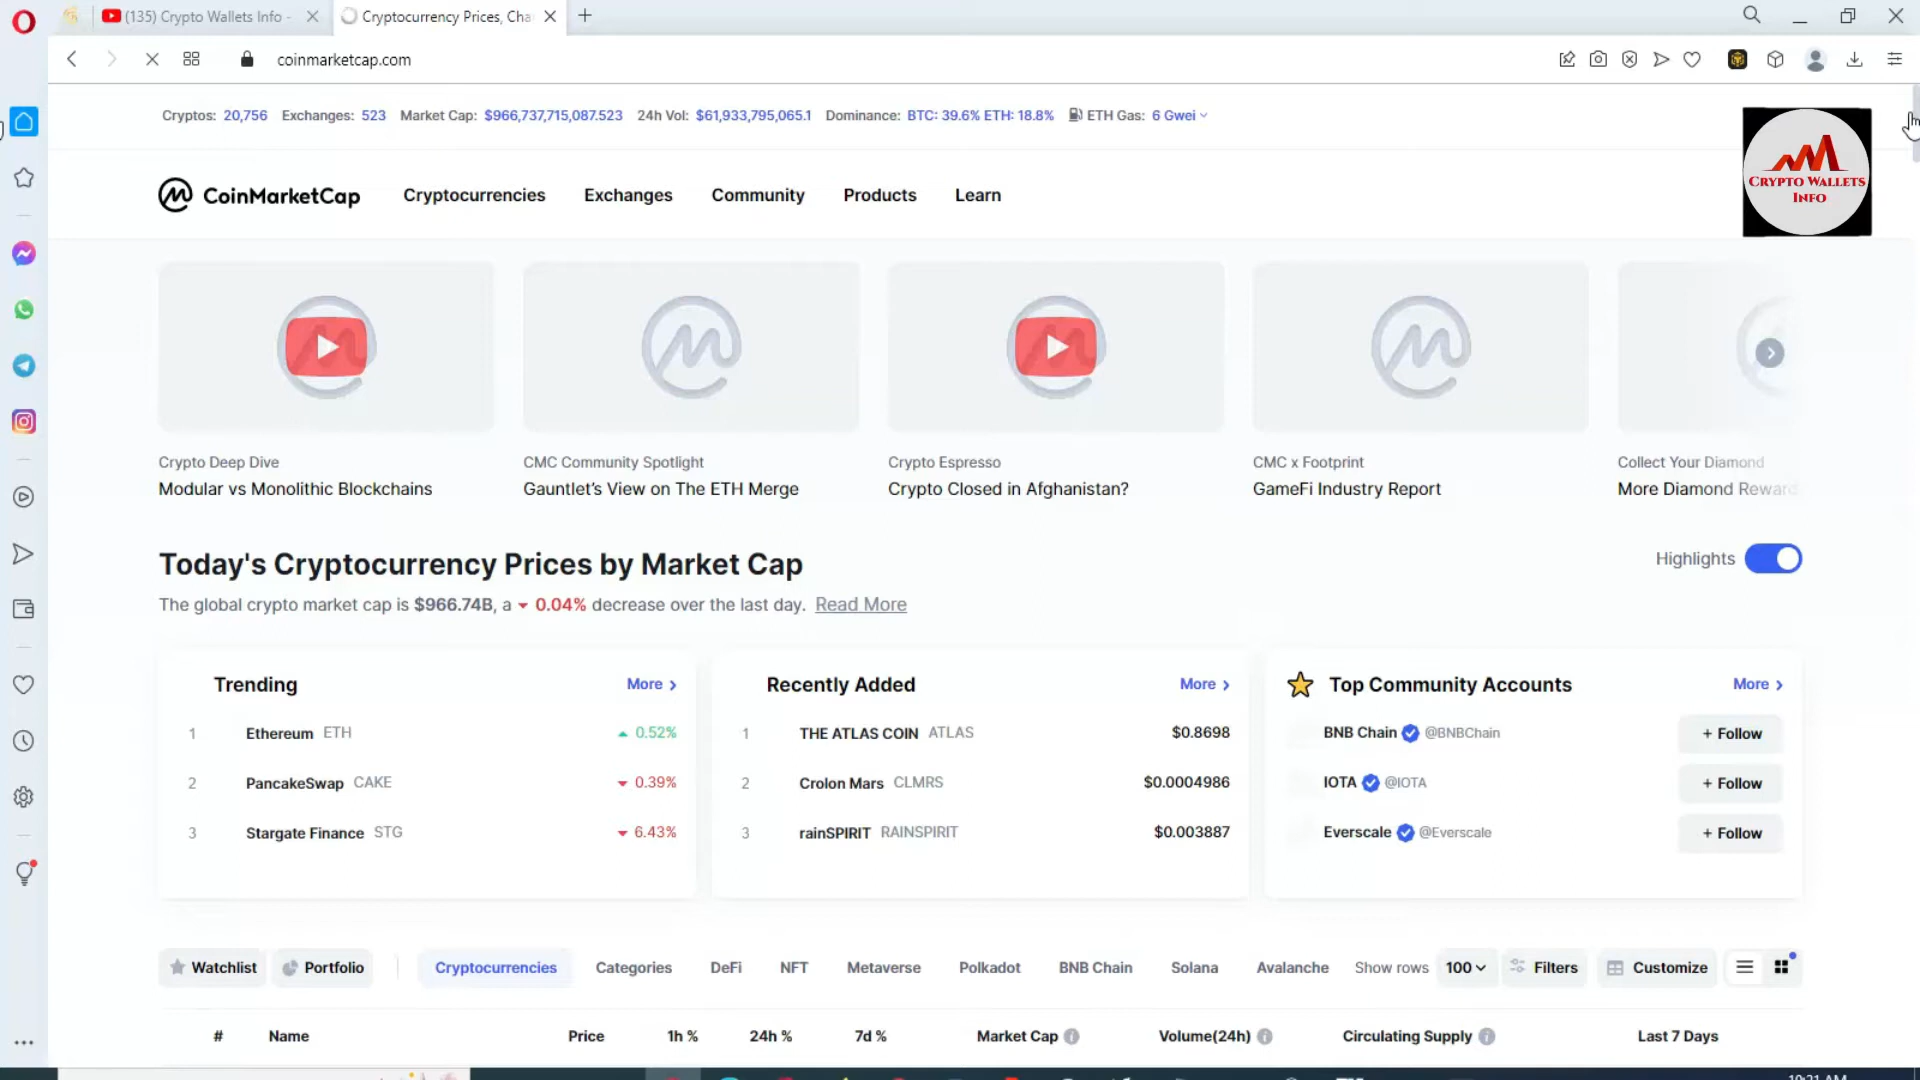 (135) Crypto Wallets Info -
Cryptocurrency Prices, Cha
coinmarketcap.com
Cryptos: 20,756 Exchanges: 523 Market Cap: $966,737,715,087.523 24h Vol: $61,933,795,065.1 Dominance: BTC: 39.6% ETH: 18.8% ETH Gas: 6 Gwei
CoinMarketCap Cryptocurrencies Exchanges Community Products Learn
CRYPTO WALLETS
INFO
Crypto Deep Dive
Modular vs Monolithic Blockchains
CMC Community Spotlight
Gauntlet's View on The ETH Merge
Crypto Espresso
Crypto Closed in Afghanistan?
CMC x Footprint
GameFi Industry Report
Collect Your Diamond
More Diamond Reward
Today's Cryptocurrency Prices by Market Cap
Highlights
The global crypto market cap is $966.74B, a 0.04% decrease over the last day. Read More
Trending More
1 Ethereum ETH 0.52%
2 PancakeSwap CAKE 0.39%
3 Stargate Finance STG 6.43%
Recently Added More
1 THE ATLAS COIN ATLAS $0.8698
2 Crolon Mars CLMRS $0.0004986
3 rainSPIRIT RAINSPIRIT $0.003887
Top Community Accounts More
BNB Chain @BNBChain + Follow
IOTA @IOTA + Follow
Everscale @Everscale + Follow
Watchlist Portfolio Cryptocurrencies Categories DeFi NFT Metaverse Polkadot BNB Chain Solana Avalanche Show rows 100 Filters Customize
# Name Price 1h % 24h % 7d % Market Cap Volume(24h) Circulating Supply Last 7 Days
10:21 AM